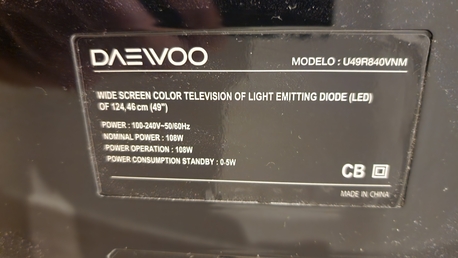 DAEWOO
MODELO : U49R840VNM
WIDE SCREEN COLOR TELEVISION OF LIGHT EMITTING DIODE (LED)
OF 124,46 cm (49")
POWER : 100-240V~50/60Hz
NOMINAL POWER : 108W
POWER OPERATION : 108W
POWER CONSUMPTION STANDBY : 0-5W
CB
MADE IN CHINA